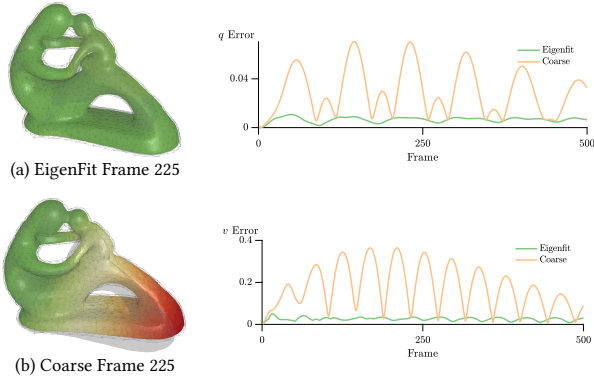 q Error
Eigenfit
Coarse
0.04
0
0
250
500
Frame
(a) EigenFit Frame 225
v Error
0.4
Eigenfit
Coarse
0.2
0
0
250
500
Frame
(b) Coarse Frame 225